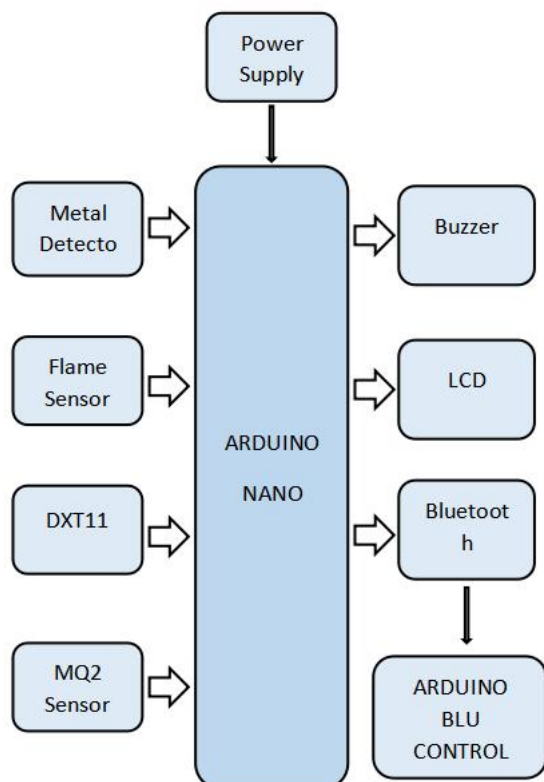 Power
Supply
Metal
Detecto
Flame
Sensor
DXT11
MQ2
Sensor
ARDUINO
NANO
Buzzer
LCD
Bluetoot
h
ARDUINO
BLU
CONTROL